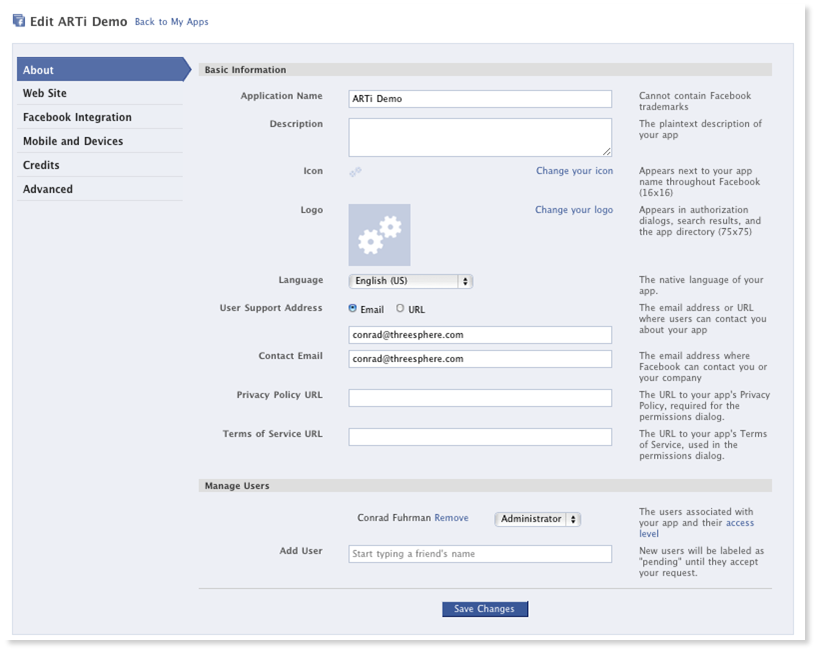 Edit ARTi Demo Back to My Apps
About
Web Site
Facebook Integration
Mobile and Devices
Credits
Advanced
Basic Information
Application Name
ARTi Demo
Cannot contain Facebook
trademarks
Description
The plaintext description of
your app
Icon
Change your icon
Appears next to your app
name throughout Facebook
(16x16)
Logo
Change your logo
Appears in authorization
dialogs, search results, and
the app directory (75x75)
Language
English (US)
The native language of your
app.
User Support Address
Email URL
conrad@threesphere.com
The email address or URL
where users can contact you
about your app
Contact Email
conrad@threesphere.com
The email address where
Facebook can contact you or
your company
Privacy Policy URL
The URL to your app's Privacy
Policy, required for the
permissions dialog.
Terms of Service URL
The URL to your app's Terms
of Service, used in the
permissions dialog.
Manage Users
Conrad Fuhrman Remove
Administrator
The users associated with
your app and their access
level
Add User
Start typing a friend's name
New users will be labeled as
"pending" until they accept
your request.
Save Changes